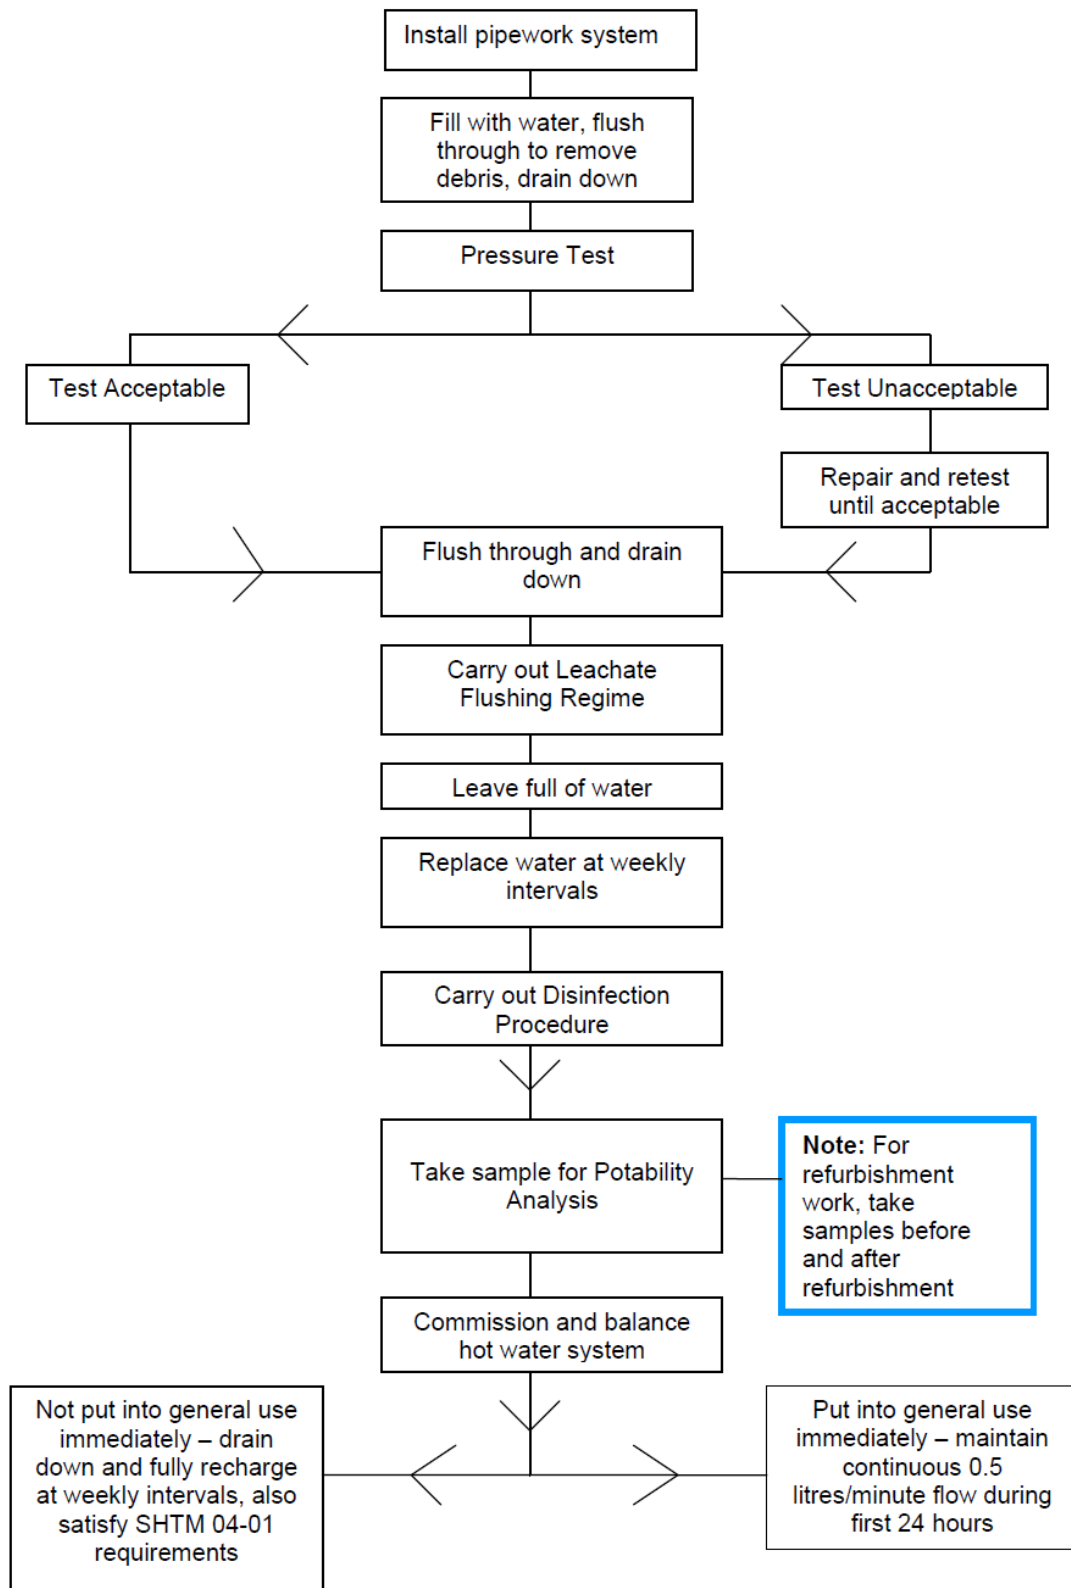 Install pipework system
Fill with water, flush
through to remove
debris, drain down
Pressure Test
Test Acceptable
Test Unacceptable
Repair and retest
until acceptable
Flush through and drain
down
Carry out Leachate
Flushing Regime
Leave full of water
Replace water at weekly
intervals
Carry out Disinfection
Procedure
Take sample for Potability
Analysis
Note: For
refurbishment
work, take
samples before
and after
refurbishment
Commission and balance
hot water system
Not put into general use
immediately – drain
down and fully recharge
at weekly intervals, also
satisfy SHTM 04-01
requirements
Put into general use
immediately – maintain
continuous 0.5
litres/minute flow during
first 24 hours